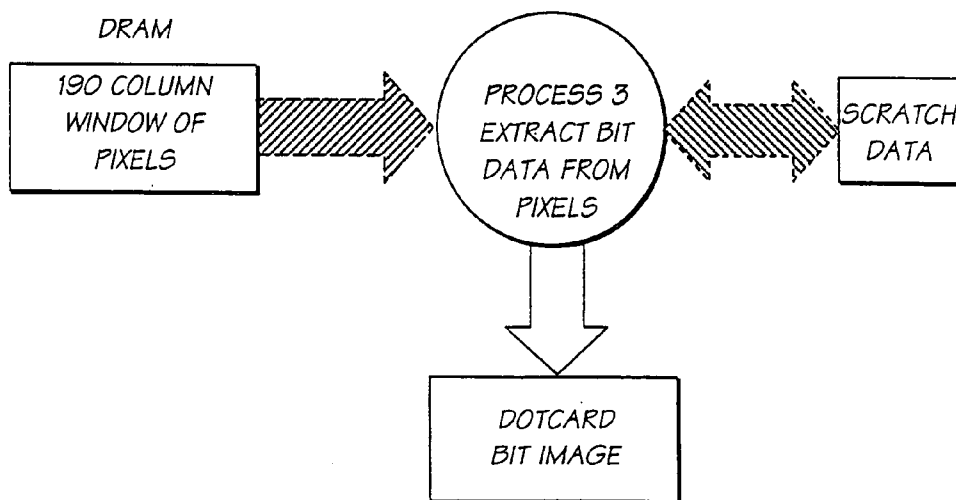 DRAM
190 COLUMN
WINDOW OF
PIXELS
PROCESS 3
EXTRACT BIT
DATA FROM
PIXELS
SCRATCH
DATA
DOTCARD
BIT IMAGE